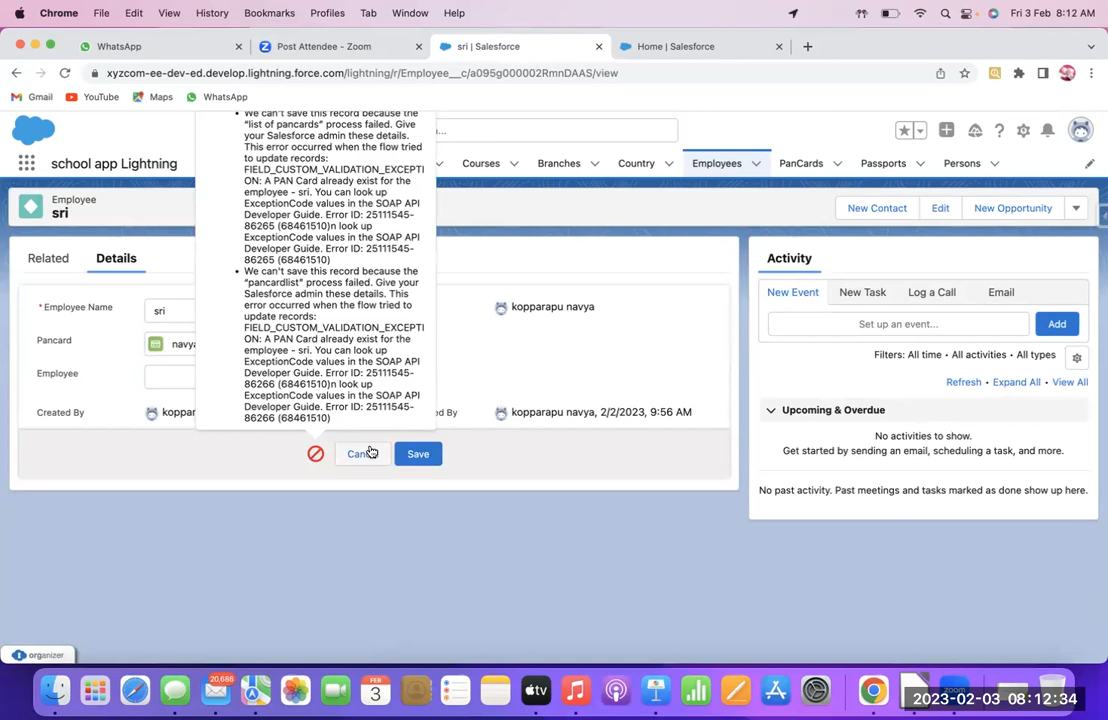 Chrome File Edit View History Bookmarks Profiles Tab Window Help Fri 3 Feb 8:12 AM
WhatsApp Post Attendee - Zoom sri | Salesforce Home | Salesforce
xyzcom-ee-dev-ed.develop.lightning.force.com/lightning/r/Employee__c/a095g000002RmnDAAS/view
Gmail YouTube Maps WhatsApp
...
school app Lightning Courses Branches Country Employees PanCards Passports Persons
Employee
sri
New Contact Edit New Opportunity
We can't save this record because the
“list of pancards” process failed. Give
your Salesforce admin these details.
This error occurred when the flow tried
to update records:
FIELD_CUSTOM_VALIDATION_EXCEPTI
ON: A PAN Card already exist for the
employee - sri. You can look up
ExceptionCode values in the SOAP API
Developer Guide. Error ID: 25111545-
86265 (68461510)n look up
ExceptionCode values in the SOAP API
Developer Guide. Error ID: 25111545-
86265 (68461510)
We can't save this record because the
“pancardlist” process failed. Give your
Salesforce admin these details. This
error occurred when the flow tried to
update records:
FIELD_CUSTOM_VALIDATION_EXCEPTI
ON: A PAN Card already exist for the
employee - sri. You can look up
ExceptionCode values in the SOAP API
Developer Guide. Error ID: 25111545-
86266 (68461510)n look up
ExceptionCode values in the SOAP API
Developer Guide. Error ID: 25111545-
86266 (68461510)
Related Details
*Employee Name sri kopparapu navya
Pancard navya
Employee
Created By koppar d By kopparapu navya, 2/2/2023, 9:56 AM
Save
Activity
New Event New Task Log a Call Email
Set up an event... Add
Filters: All time • All activities • All types
Refresh • Expand All • View All
Upcoming & Overdue
No activities to show.
Get started by sending an email, scheduling a task, and more.
No past activity. Past meetings and tasks marked as done show up here.
organizer
20,686 FEB 3 tv zoom
2023-02-03 08:12:34